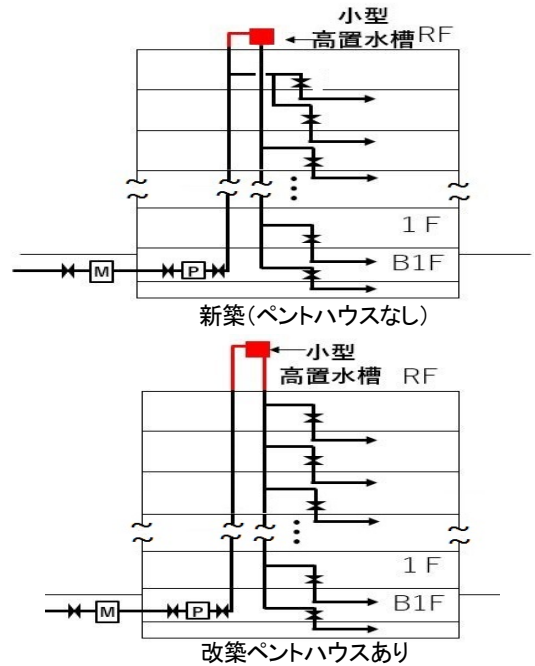 小型
高置水槽 RF
1F
B1F
M
P
新築(ペントハウスなし)
小型
高置水槽 RF
1F
B1F
M
P
改築ペントハウスあり